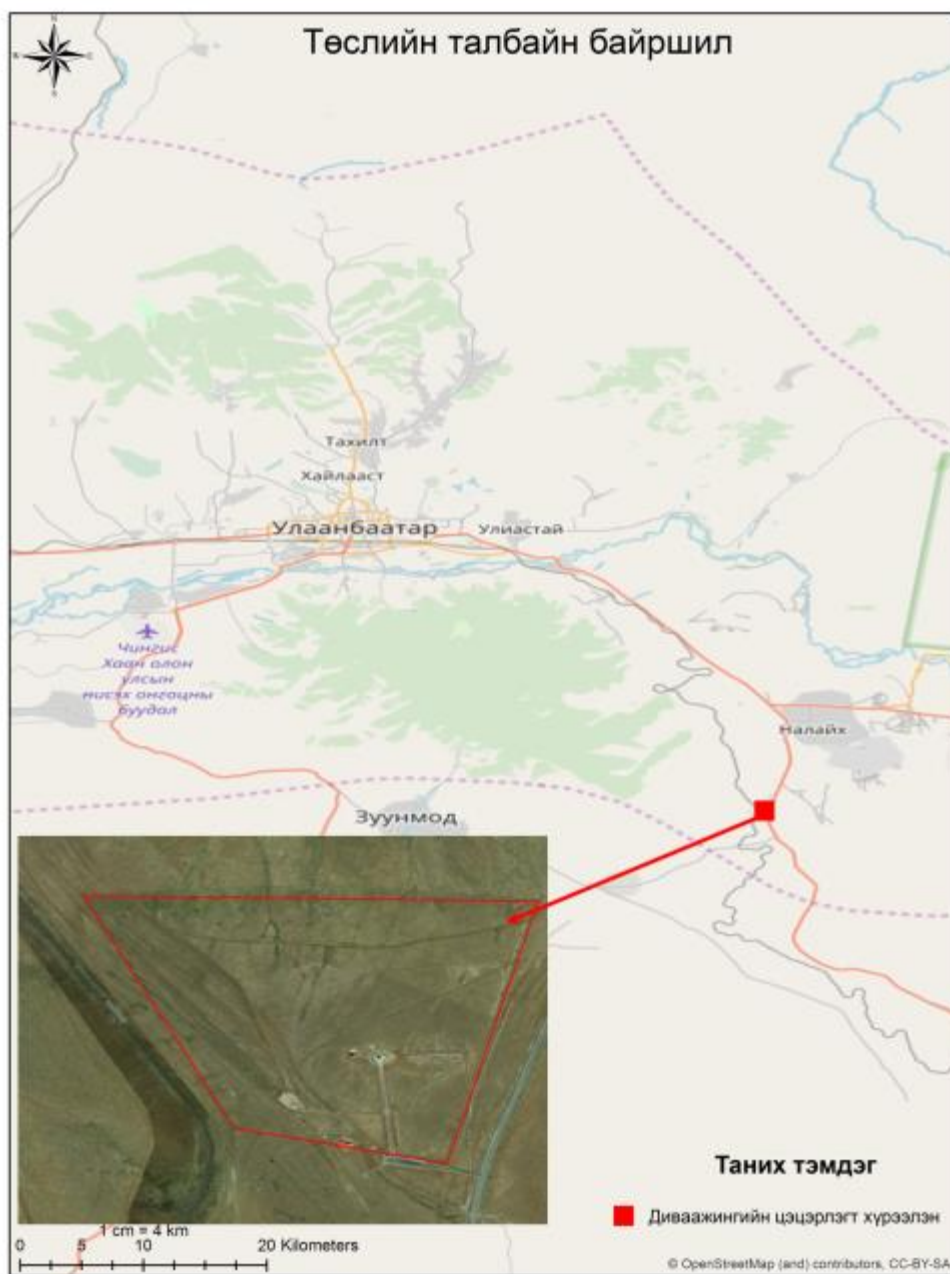 Төслийн талбайн байршил
Тахилт
Хайлааст
Улаанбаатар
Улиастай
Чингис
Хаан олон
улсын
нисэх онгоцны
буудал
Налайх
Зуунмод
Таних тэмдэг
Диваажингийн цэцэрлэгт хүрээлэн
1 cm = 4 km
0 5 10 20 Kilometers
© OpenStreetMap (and) contributors, CC-BY-SA